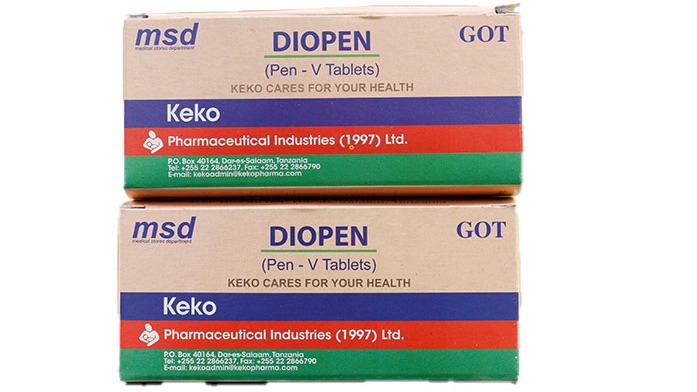 msd
medical stores department
DIOPEN
GOT
(Pen - V Tablets)
KEKO CARES FOR YOUR HEALTH
Keko
Pharmaceutical Industries (1997) Ltd.
P.O. Box 40164, Dar-es-Salaam, Tanzania
Tel: +255 22 2866237, Fax: +255 22 2866790
E-mail: kekoadmin@kekopharma.com
msd
medical stores department
DIOPEN
GOT
(Pen - V Tablets)
KEKO CARES FOR YOUR HEALTH
Keko
Pharmaceutical Industries (1997) Ltd.
P.O. Box 40164, Dar-es-Salaam, Tanzania
Tel: +255 22 2866237, Fax: +255 22 2866790
E-mail: kekoadmin@kekopharma.com